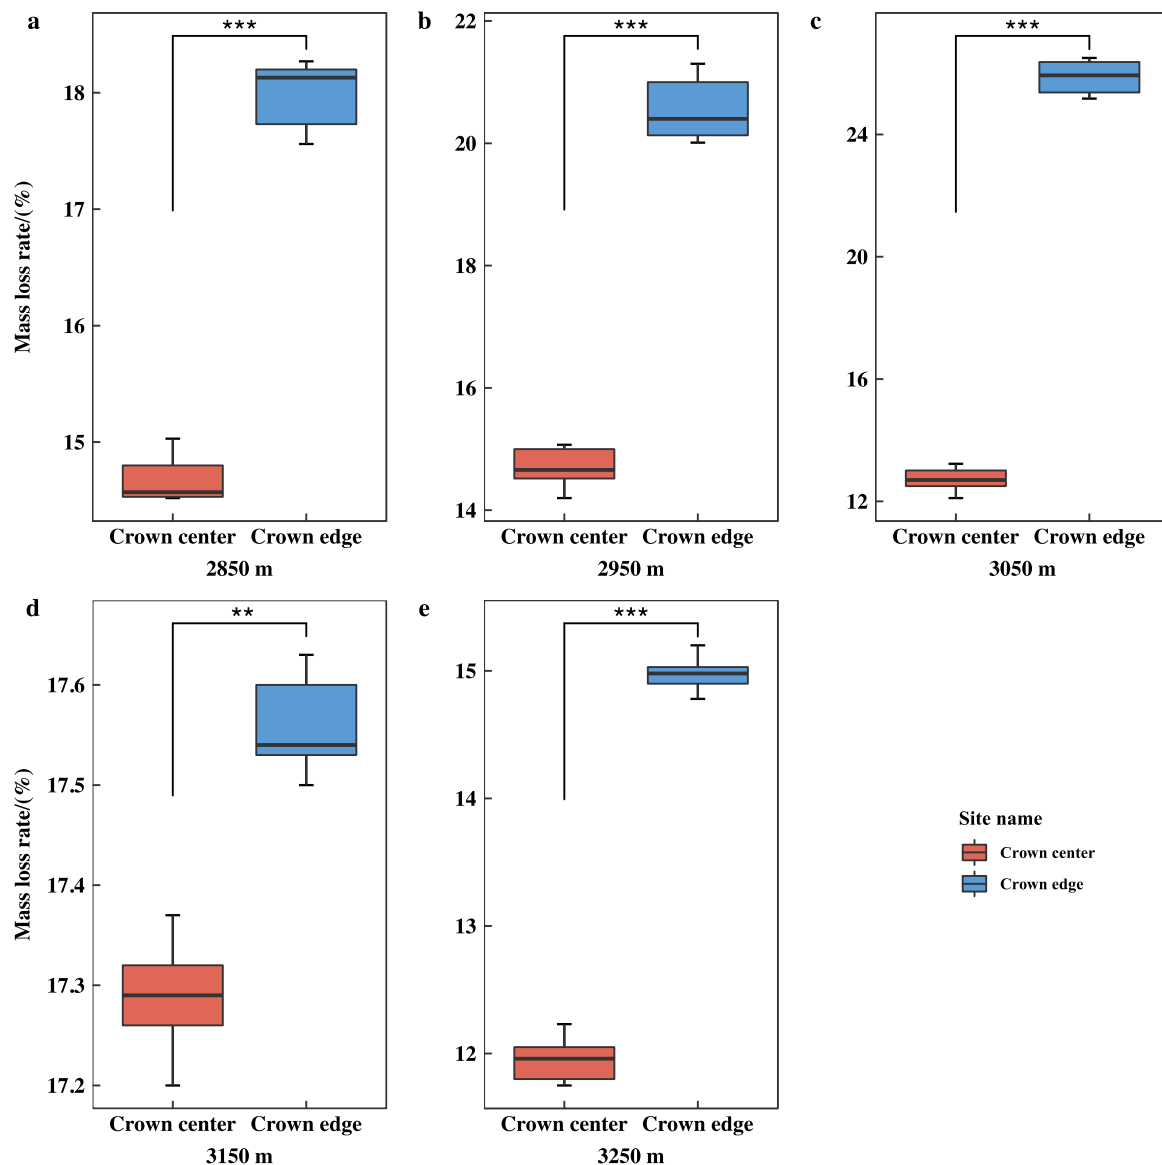 a
***
Mass loss rate/(%)
18
17
16
15
Crown center Crown edge
2850 m
b
***
22
20
18
16
14
Crown center Crown edge
2950 m
c
***
24
20
16
12
Crown center Crown edge
3050 m
d
**
Mass loss rate/(%)
17.6
17.5
17.4
17.3
17.2
Crown center Crown edge
3150 m
e
***
15
14
13
12
Crown center Crown edge
3250 m
Site name
Crown center
Crown edge